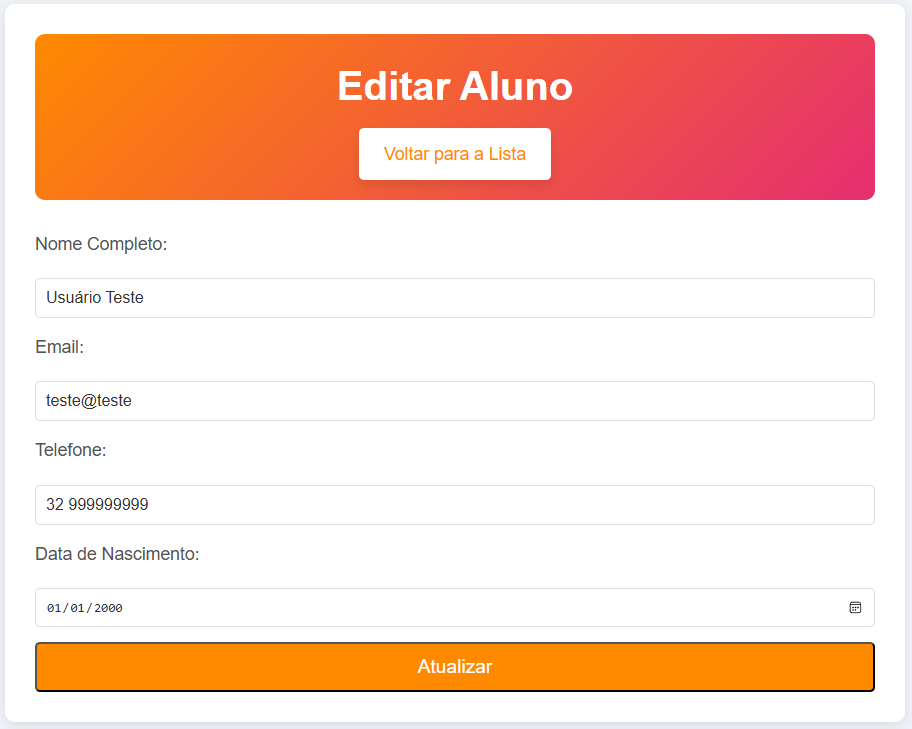 Editar Aluno
Voltar para a Lista
Nome Completo:
Usuário Teste
Email:
teste@teste
Telefone:
32 999999999
Data de Nascimento:
01/01/2000
Atualizar